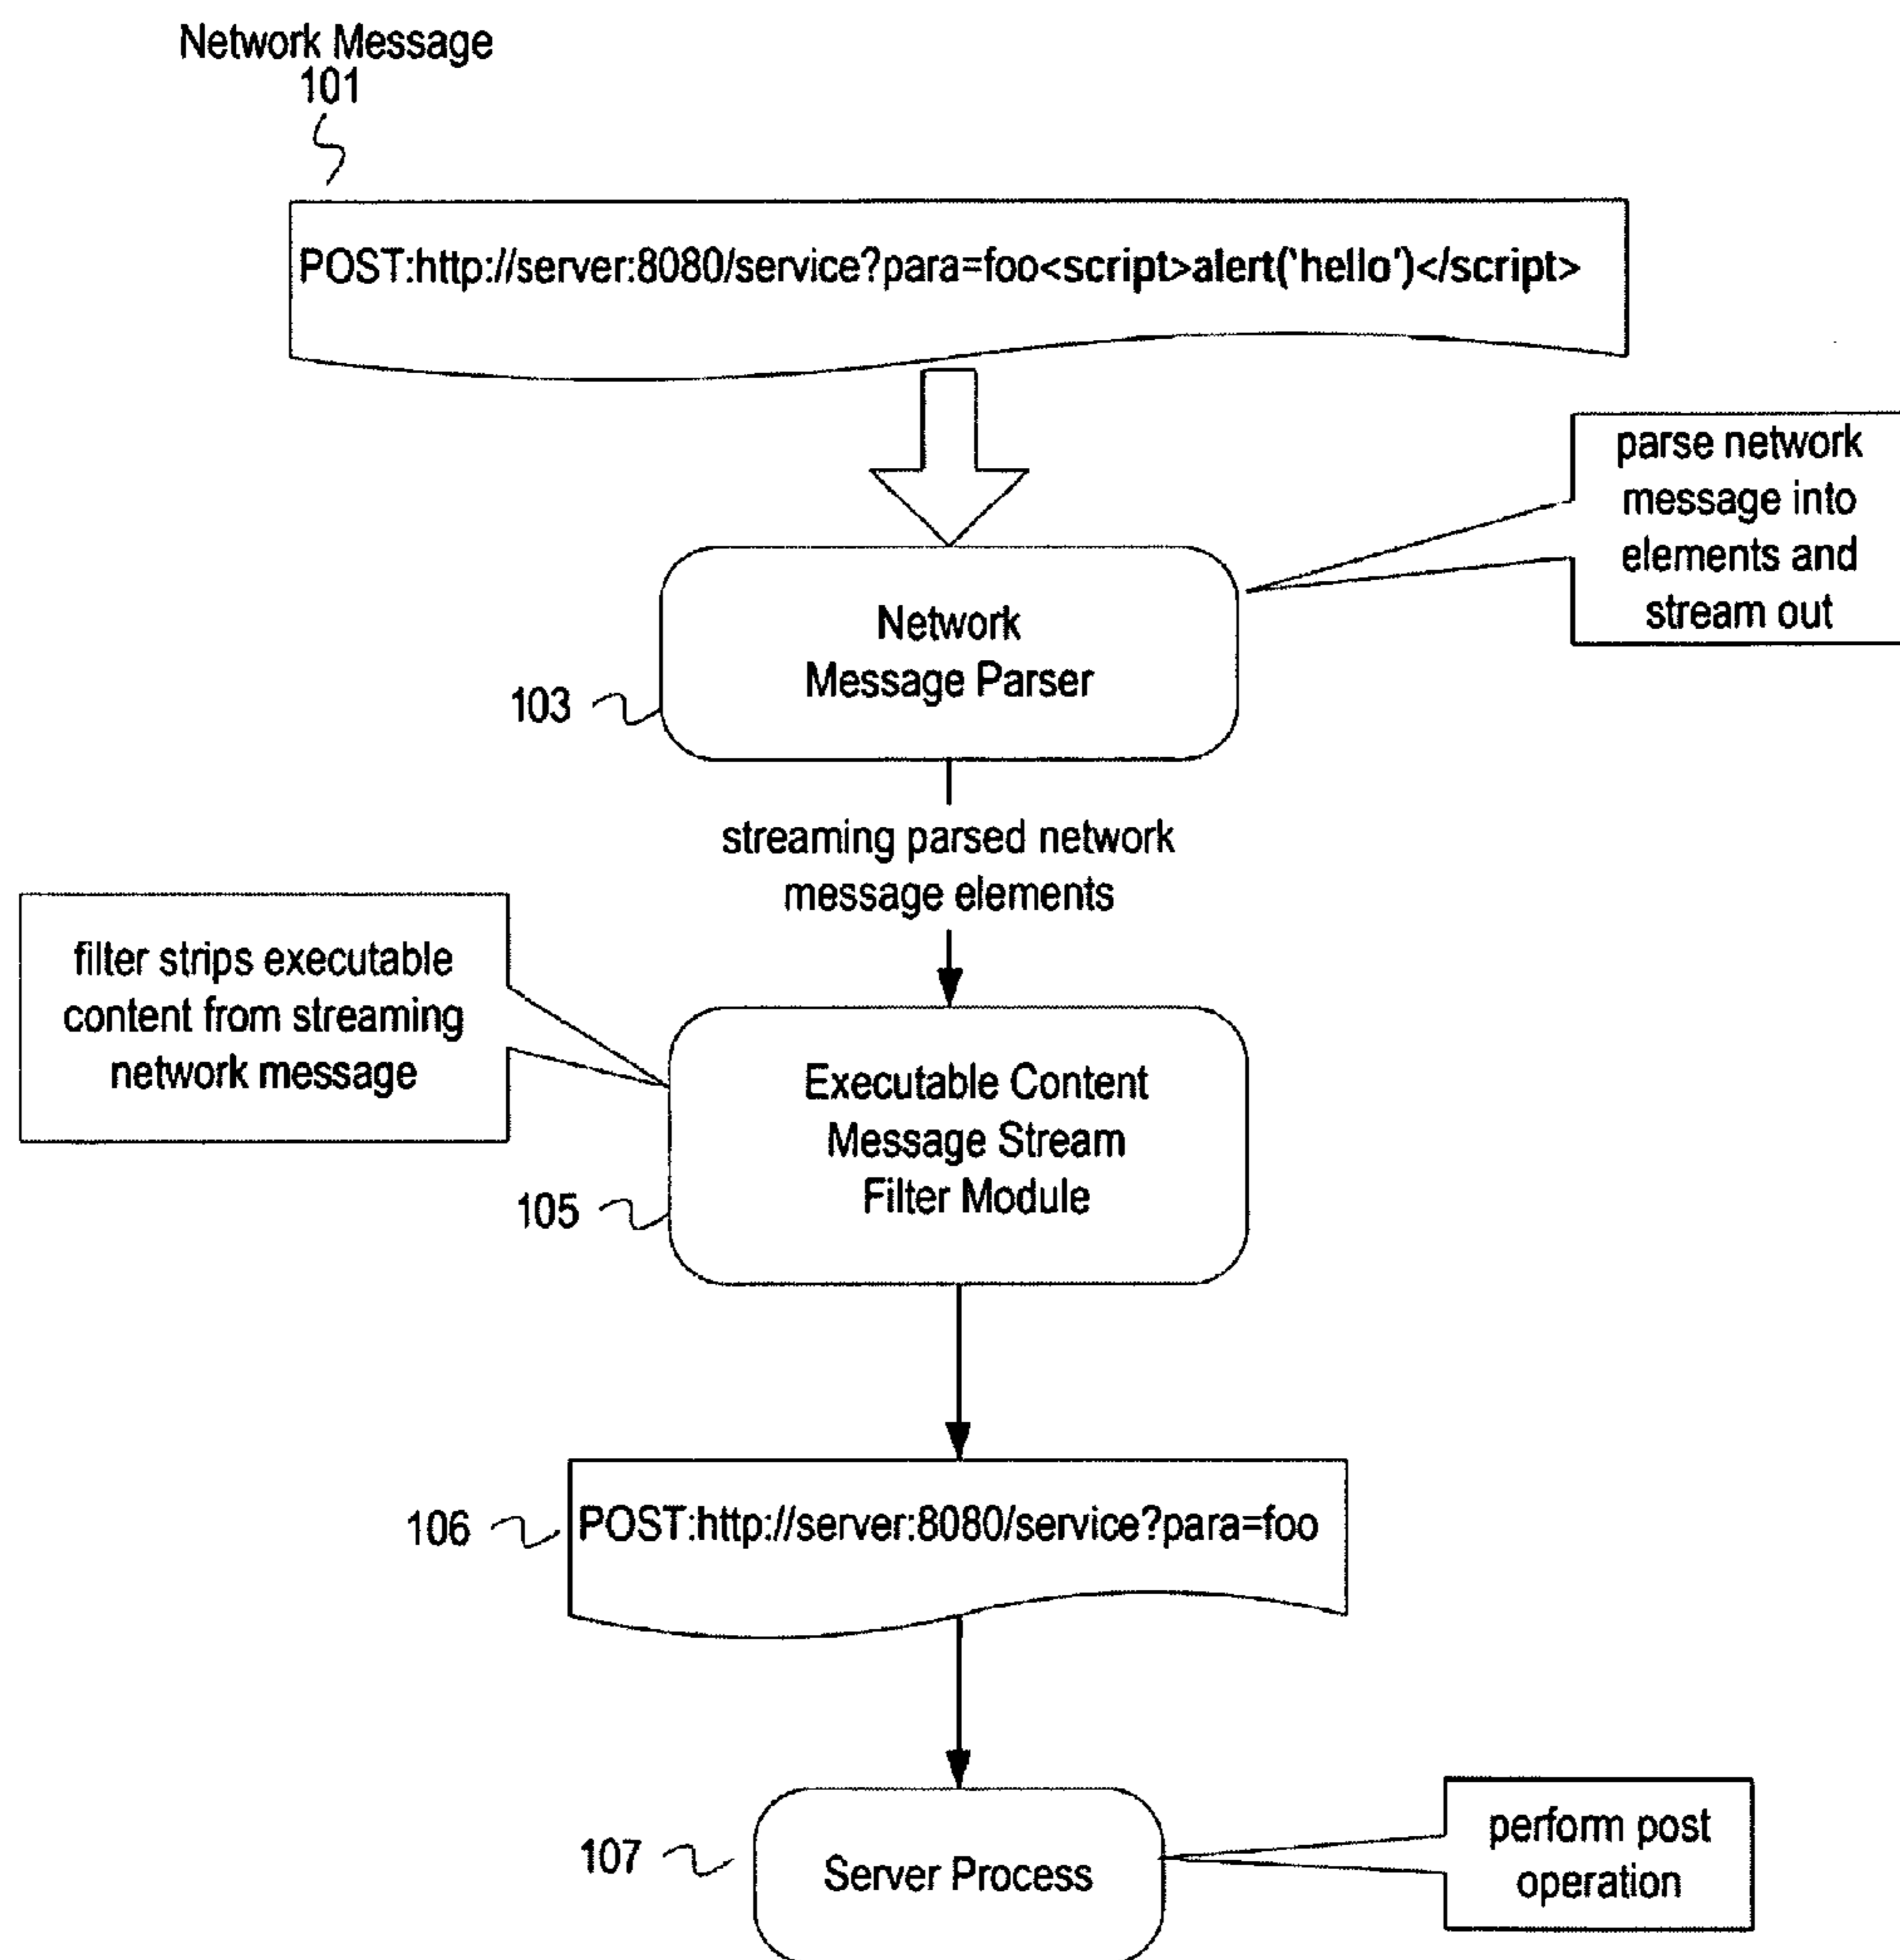 Network Message
101
POST:http://server:8080/service?para=foo<script>alert('hello')</script>
parse network
message into
elements and
stream out
Network
Message Parser
103
streaming parsed network
message elements
filter strips executable
content from streaming
network message
Executable Content
Message Stream
Filter Module
105
106
POST:http://server:8080/service?para=foo
107
Server Process
perform post
operation